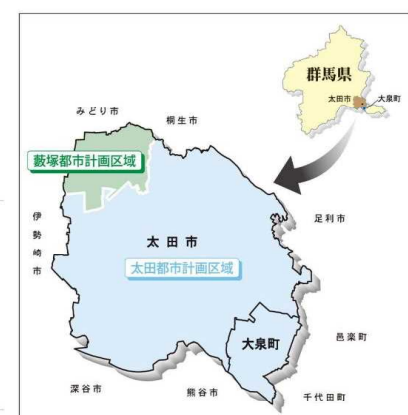 群馬県
太田市
大泉町
みどり市
桐生市
藪塚都市計画区域
伊勢崎市
足利市
太田市
太田都市計画区域
大泉町
邑楽町
深谷市
熊谷市
千代田町